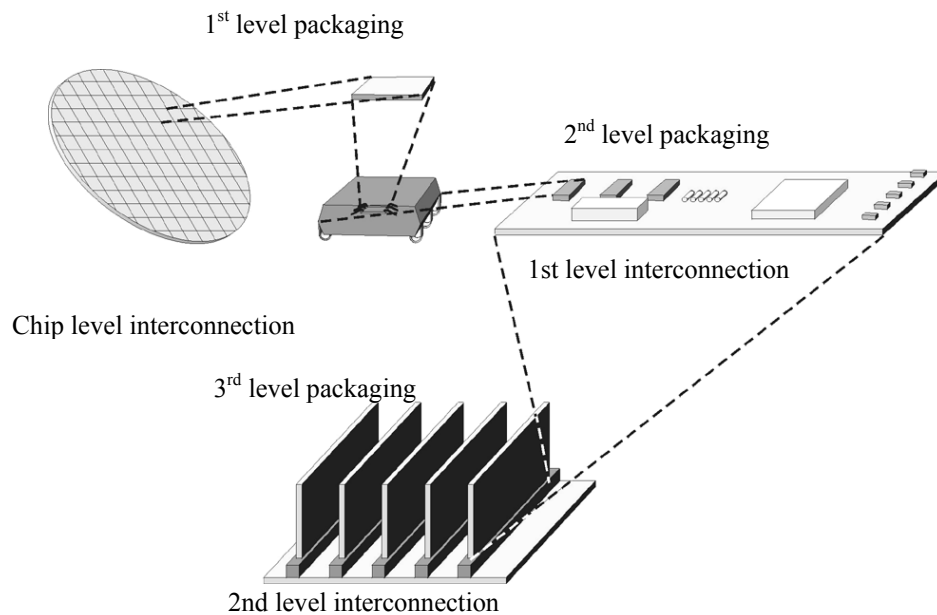 1st level packaging
2nd level packaging
1st level interconnection
Chip level interconnection
3rd level packaging
2nd level interconnection